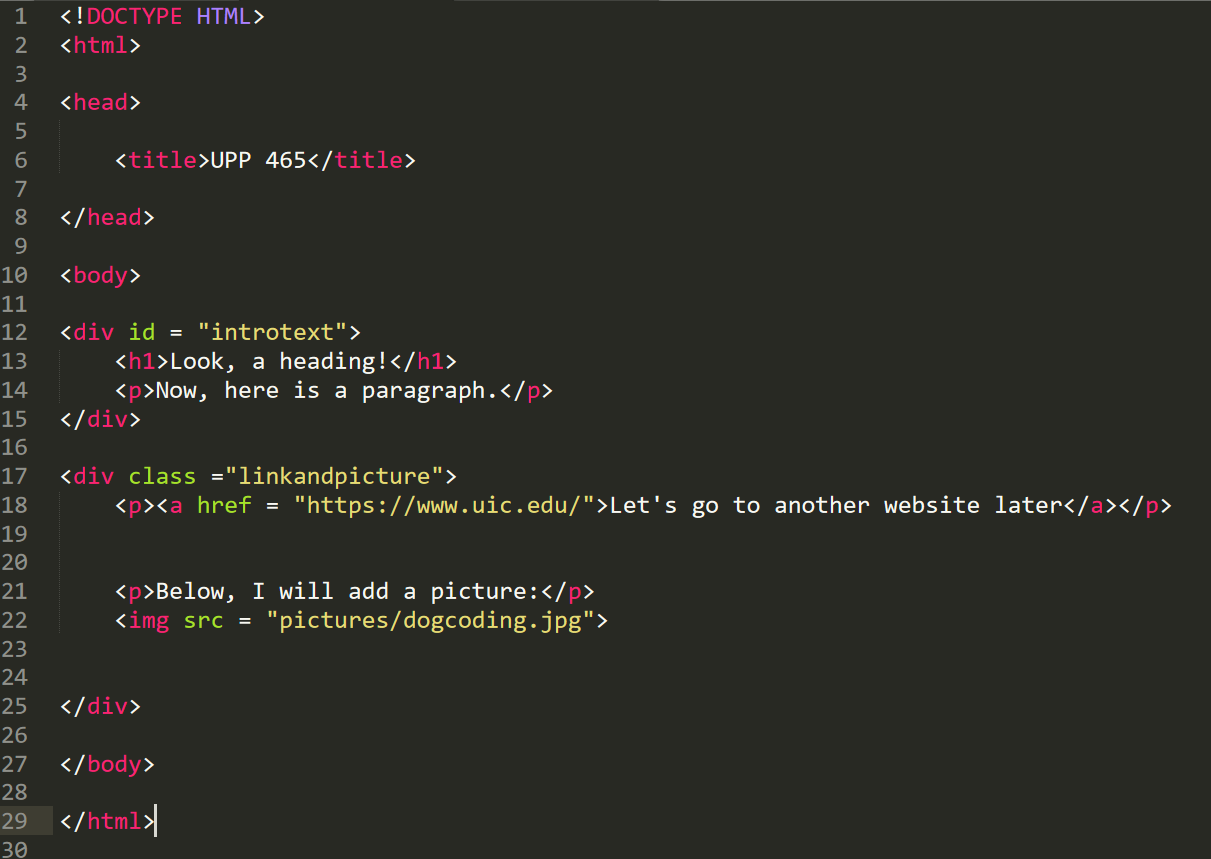 1 <!DOCTYPE HTML>
2 <html>
3
4 <head>
5
6     <title>UPP 465</title>
7
8 </head>
9
10 <body>
11
12 <div id = "introtext">
13     <h1>Look, a heading!</h1>
14     <p>Now, here is a paragraph.</p>
15 </div>
16
17 <div class ="linkandpicture">
18     <p><a href = "https://www.uic.edu/">Let's go to another website later</a></p>
19
20
21     <p>Below, I will add a picture:</p>
22     <img src = "pictures/dogcoding.jpg">
23
24
25 </div>
26
27 </body>
28
29 </html>
30